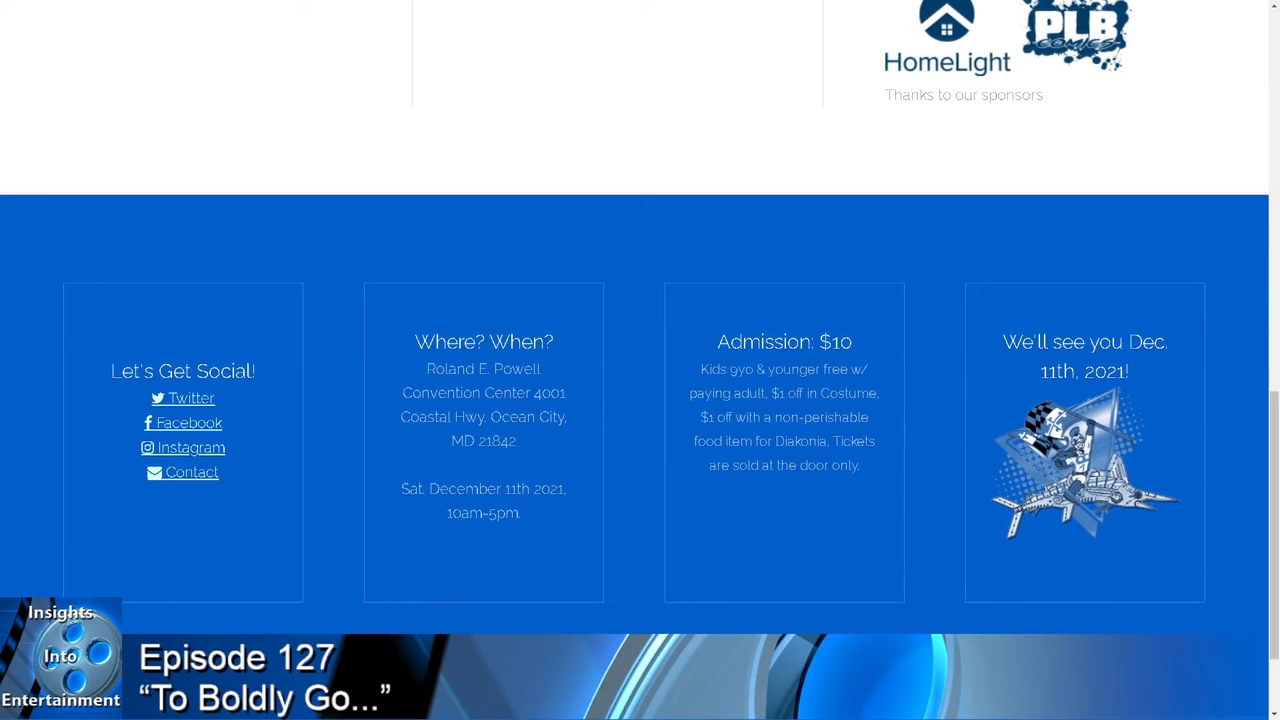 PLB
COMICS
HomeLight
Thanks to our sponsors
Let's Get Social!
Twitter
Facebook
Instagram
Contact
Where? When?
Roland E. Powell
Convention Center 4001
Coastal Hwy. Ocean City,
MD 21842
Sat. December 11th 2021,
10am-5pm.
Admission: $10
Kids 9yo & younger free w/
paying adult, $1 off in Costume,
$1 off with a non-perishable
food item for Diakonia, Tickets
are sold at the door only.
We'll see you Dec.
11th, 2021!
Insights
Into
Entertainment
Episode 127
“To Boldly Go...”